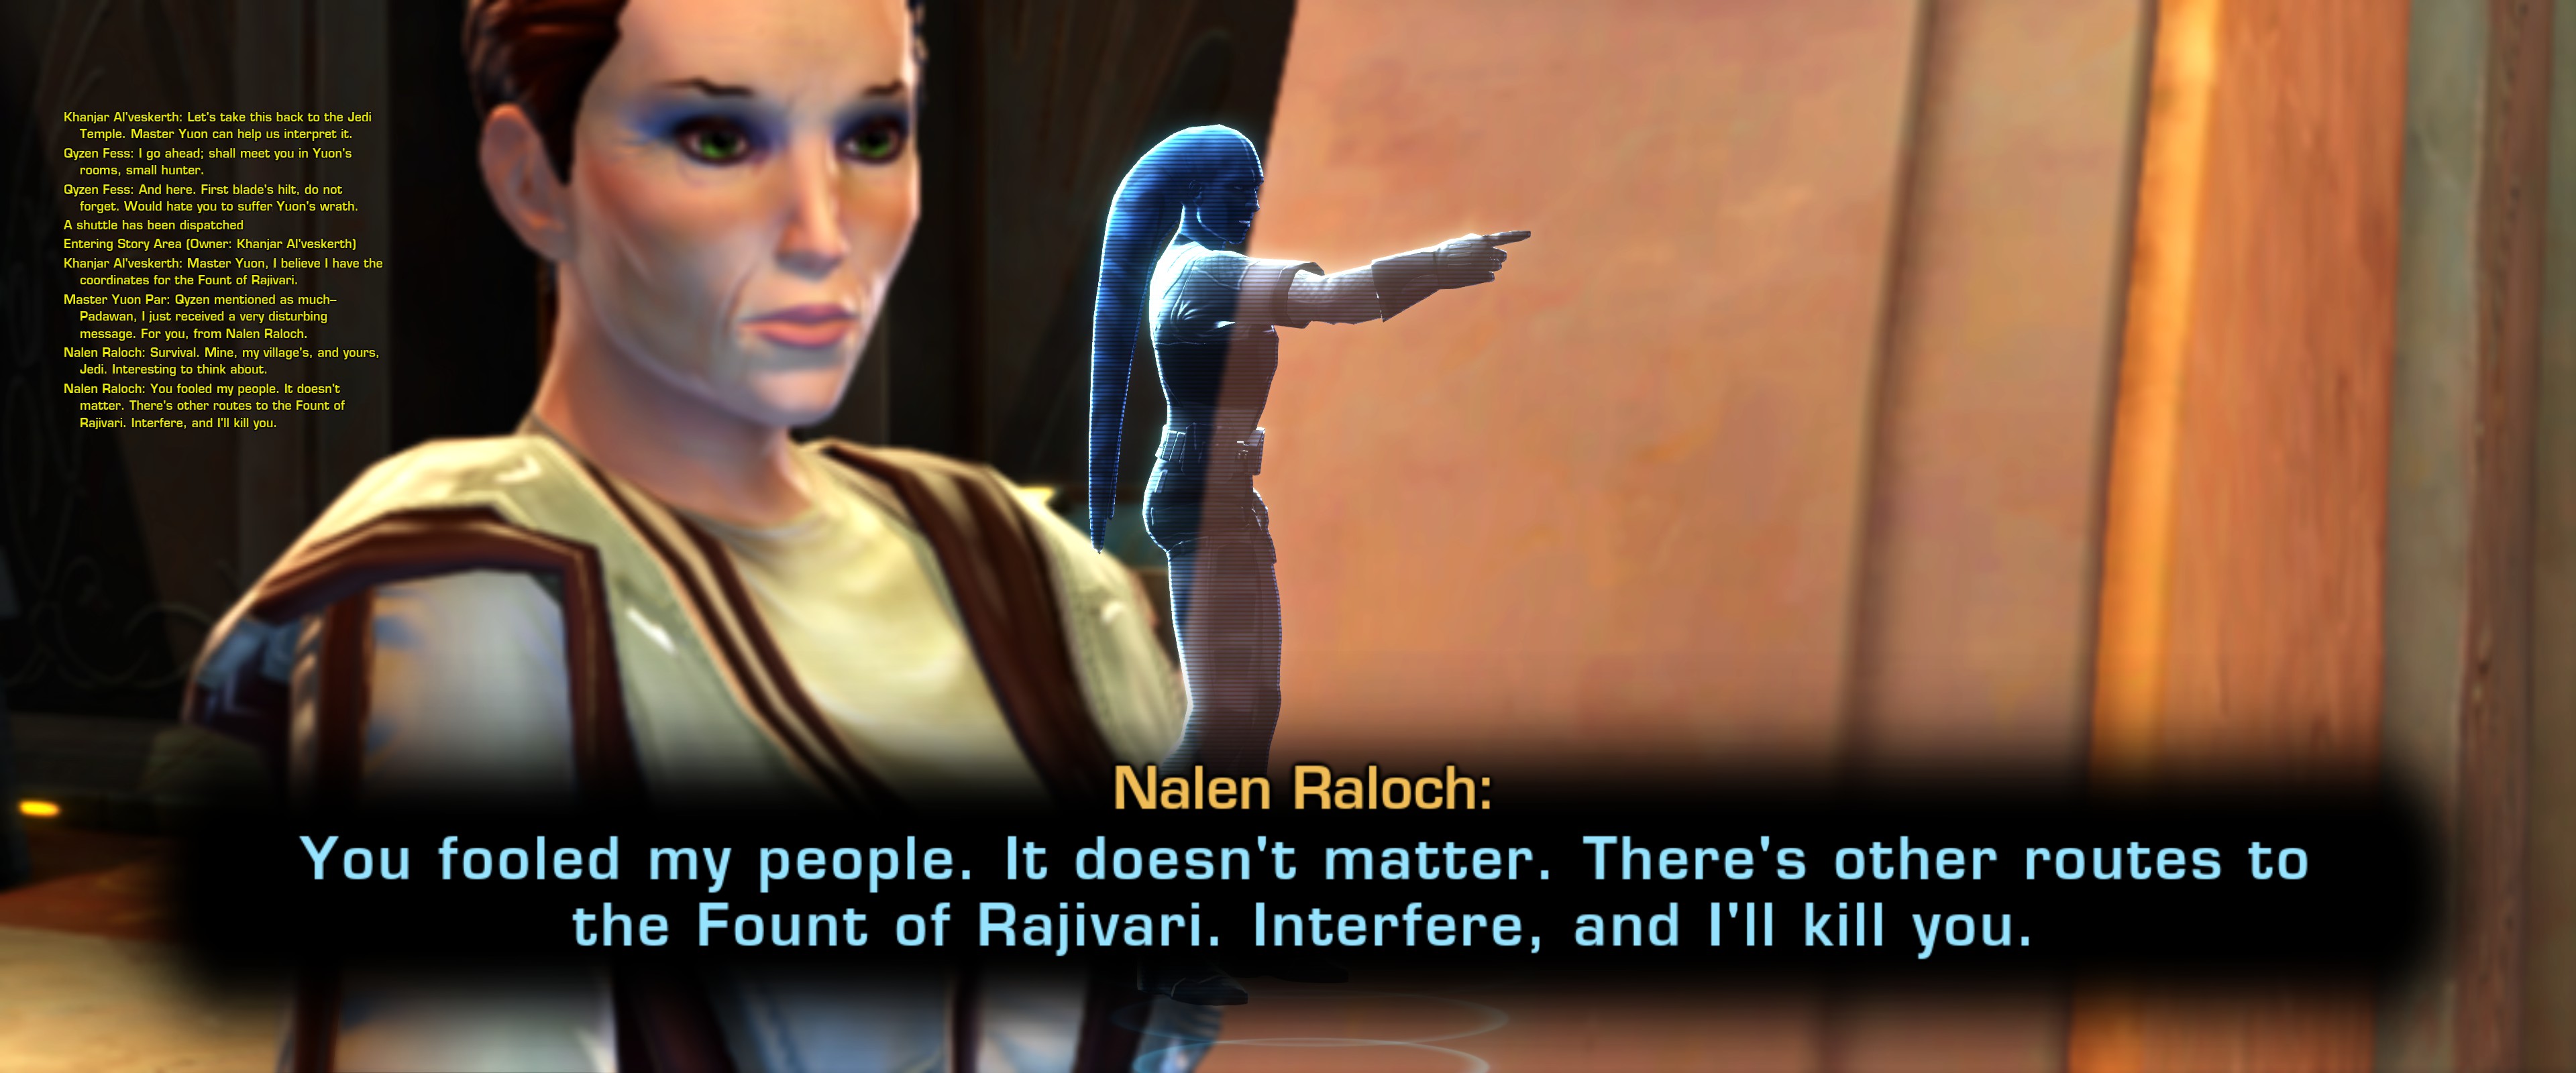 Khanjar Al'veskerth: Let's take this back to the Jedi
Temple. Master Yuon can help us interpret it.
Qyzen Fess: I go ahead; shall meet you in Yuon's
rooms, small hunter.
Qyzen Fess: And here. First blade's hilt, do not
forget. Would hate you to suffer Yuon's wrath.
A shuttle has been dispatched
Entering Story Area (Owner: Khanjar Al'veskerth)
Khanjar Al'veskerth: Master Yuon, I believe I have the
coordinates for the Fount of Rajivari.
Master Yuon Par: Qyzen mentioned as much–
Padawan, I just received a very disturbing
message. For you, from Nalen Raloch.
Nalen Raloch: Survival. Mine, my village's, and yours,
Jedi. Interesting to think about.
Nalen Raloch: You fooled my people. It doesn't
matter. There's other routes to the Fount of
Rajivari. Interfere, and I'll kill you.
Nalen Raloch:
You fooled my people. It doesn't matter. There's other routes to
the Fount of Rajivari. Interfere, and I'll kill you.